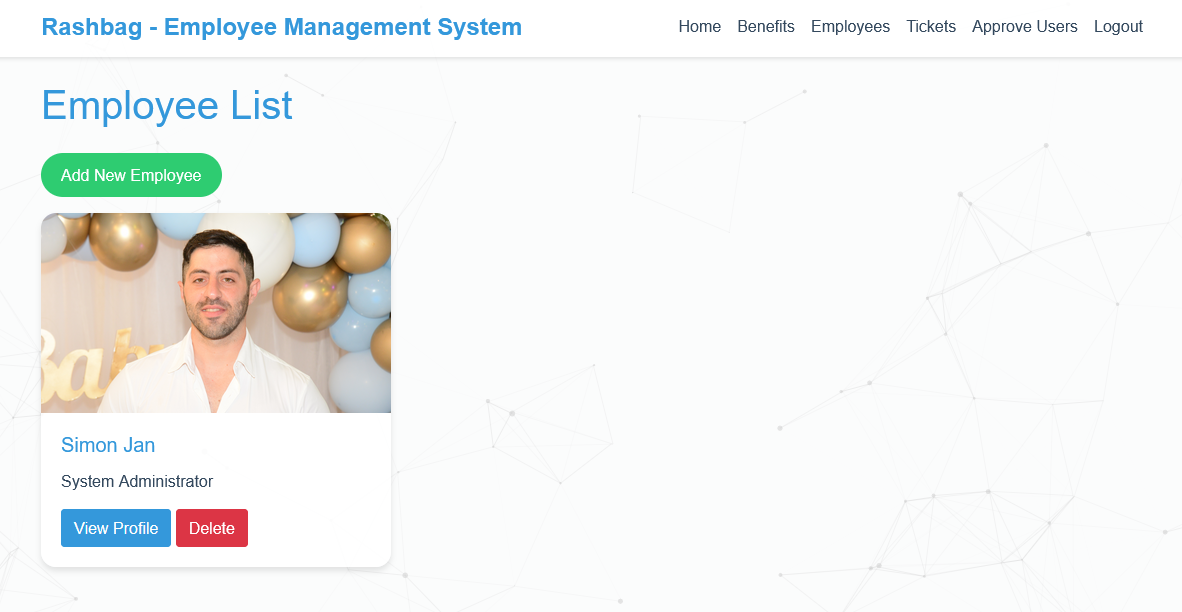 Rashbag - Employee Management System
Home Benefits Employees Tickets Approve Users Logout
Employee List
Add New Employee
Baby
Simon Jan
System Administrator
View Profile Delete